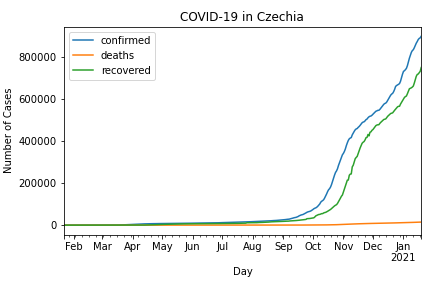 COVID-19 in Czechia
confirmed
deaths
recovered
Number of Cases
800000
600000
400000
200000
0
Feb Mar Apr May Jun Jul Aug Sep Oct Nov Dec Jan
2021
Day